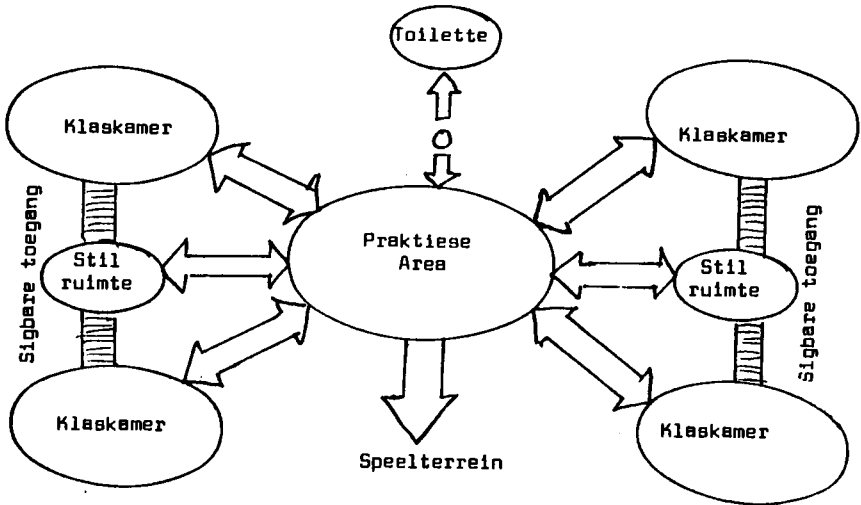 Toilette
Klaskamer
Klaskamer
Praktiese
Area
Sigbare toegang
Stil
ruimte
Stil
ruimte
Sigbare toegang
Klaskamer
Klaskamer
Speelterrein